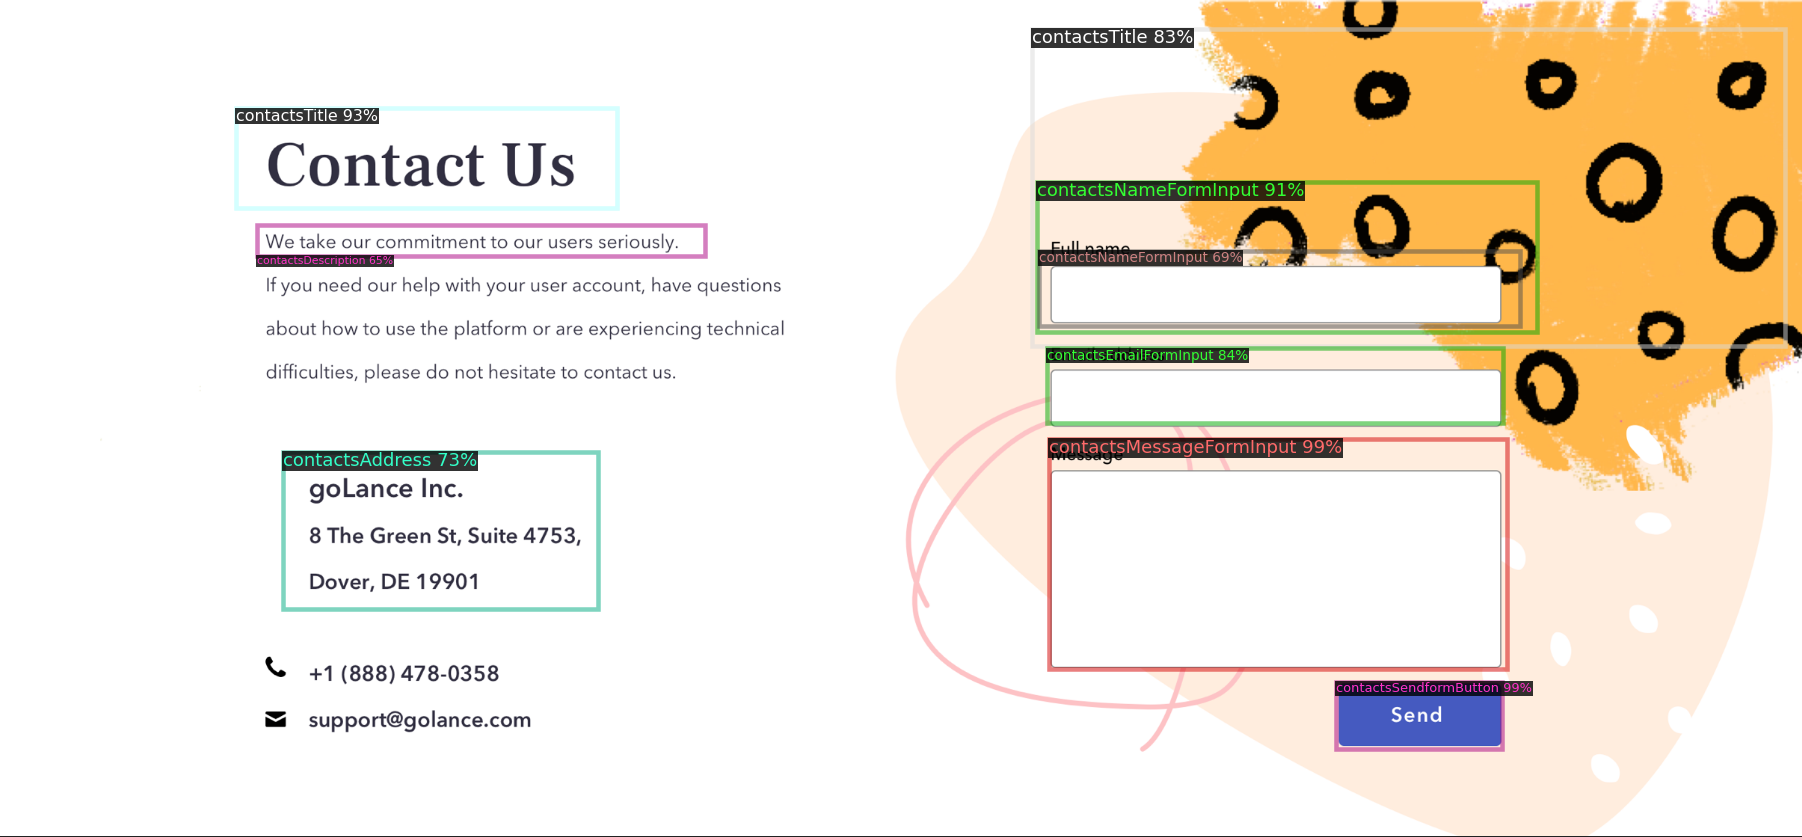 contactsTitle 93%
Contact Us
We take our commitment to our users seriously.
contactsDescription 65%
If you need our help with your user account, have questions
about how to use the platform or are experiencing technical
difficulties, please do not hesitate to contact us.
contactsAddress 73%
goLance Inc.
8 The Green St, Suite 4753,
Dover, DE 19901
+1 (888) 478-0358
support@golance.com
contactsTitle 83%
contactsNameFormInput 91%
Full name
contactsNameFormInput 69%
contactsEmailFormInput 84%
contactsMessageFormInput 99%
Message
contactsSendformButton 99%
Send